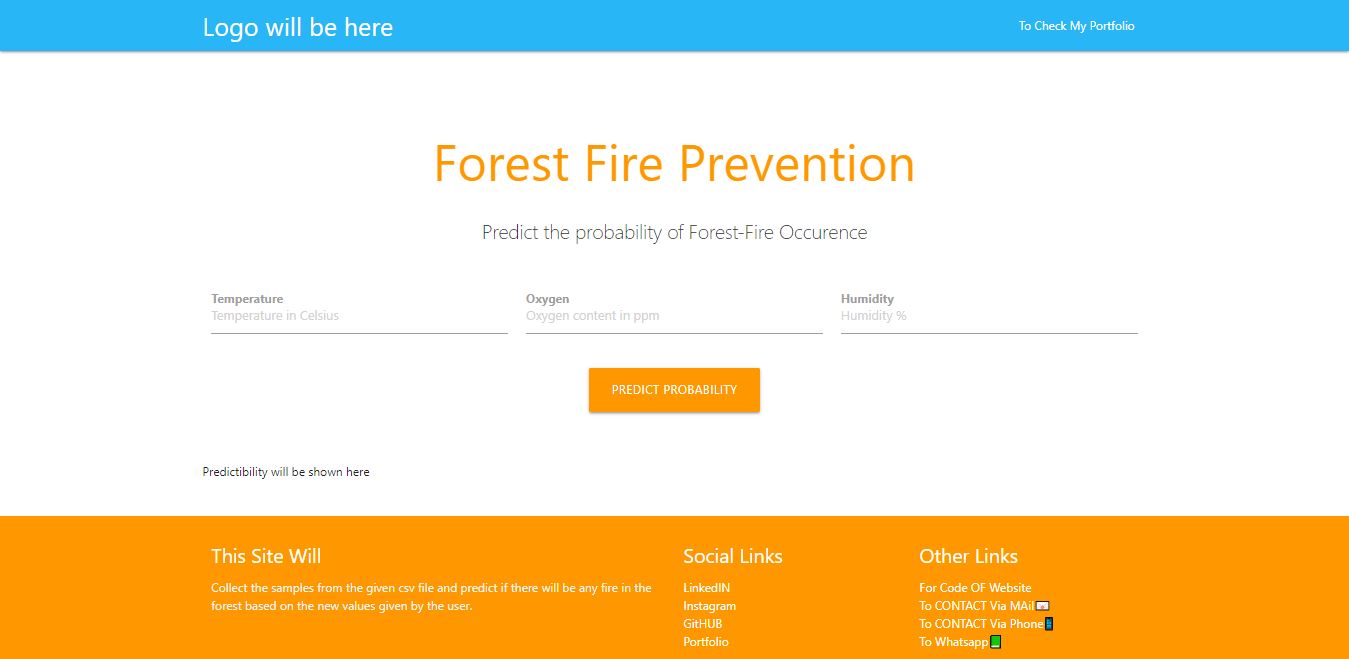 Logo will be here
To Check My Portfolio
Forest Fire Prevention
Predict the probability of Forest-Fire Occurence
Temperature
Temperature in Celsius
Oxygen
Oxygen content in ppm
Humidity
Humidity %
PREDICT PROBABILITY
Predictibility will be shown here
This Site Will
Collect the samples from the given csv file and predict if there will be any fire in the
forest based on the new values given by the user.
Social Links
LinkedIN
Instagram
GitHUB
Portfolio
Other Links
For Code OF Website
To CONTACT Via MAil📧
To CONTACT Via Phone📱
To Whatsapp📗